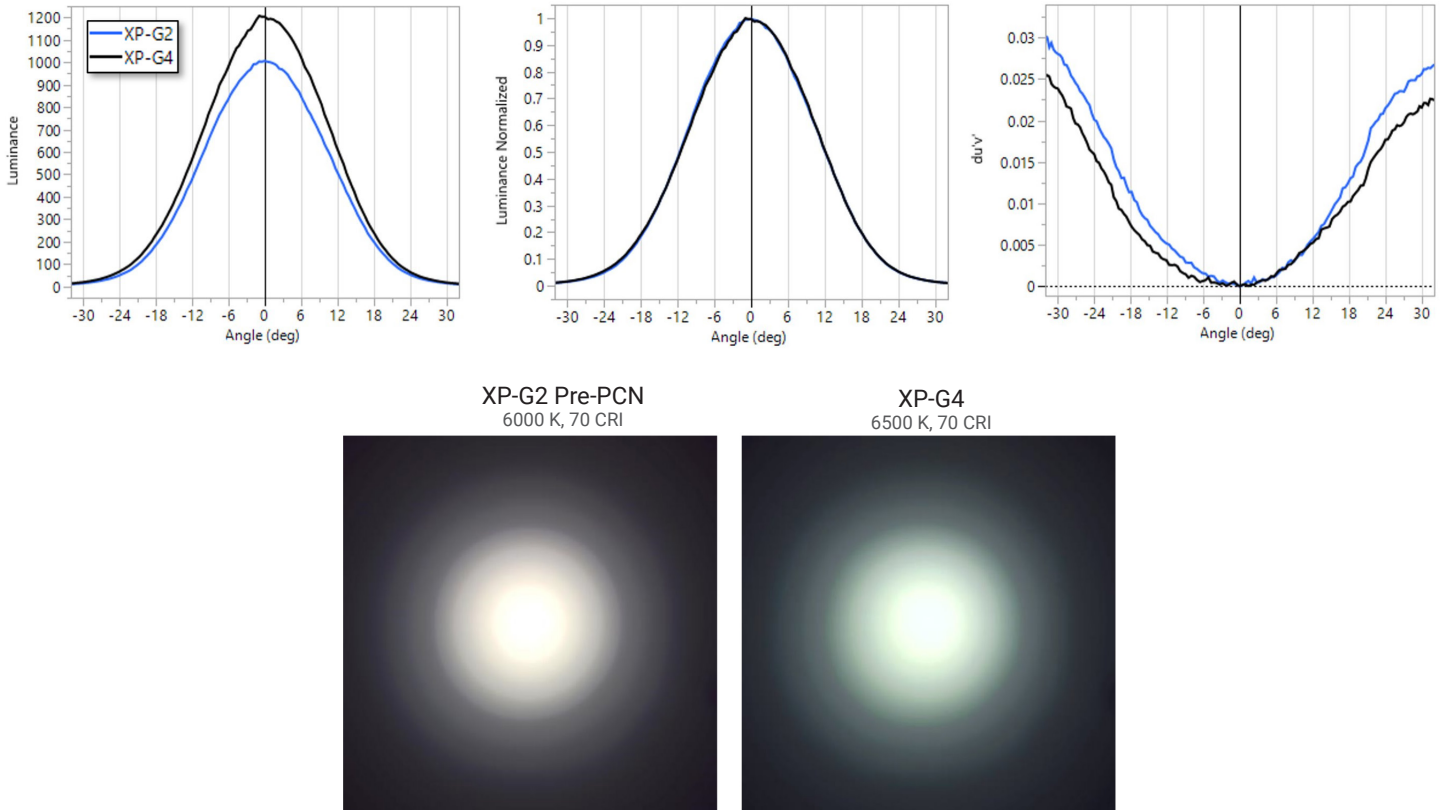 1200
1100
1000
900
800
700
600
500
400
300
200
100
0
Luminance
XP-G2
XP-G4
-30 -24 -18 -12 -6 0 6 12 18 24 30
Angle (deg)
1
0.9
0.8
0.7
0.6
0.5
0.4
0.3
0.2
0.1
0
Luminance Normalized
-30 -24 -18 -12 -6 0 6 12 18 24 30
Angle (deg)
0.03
0.025
0.02
0.015
0.01
0.005
0
du'v'
-30 -24 -18 -12 -6 0 6 12 18 24 30
Angle (deg)
XP-G2 Pre-PCN
6000 K, 70 CRI
XP-G4
6500 K, 70 CRI